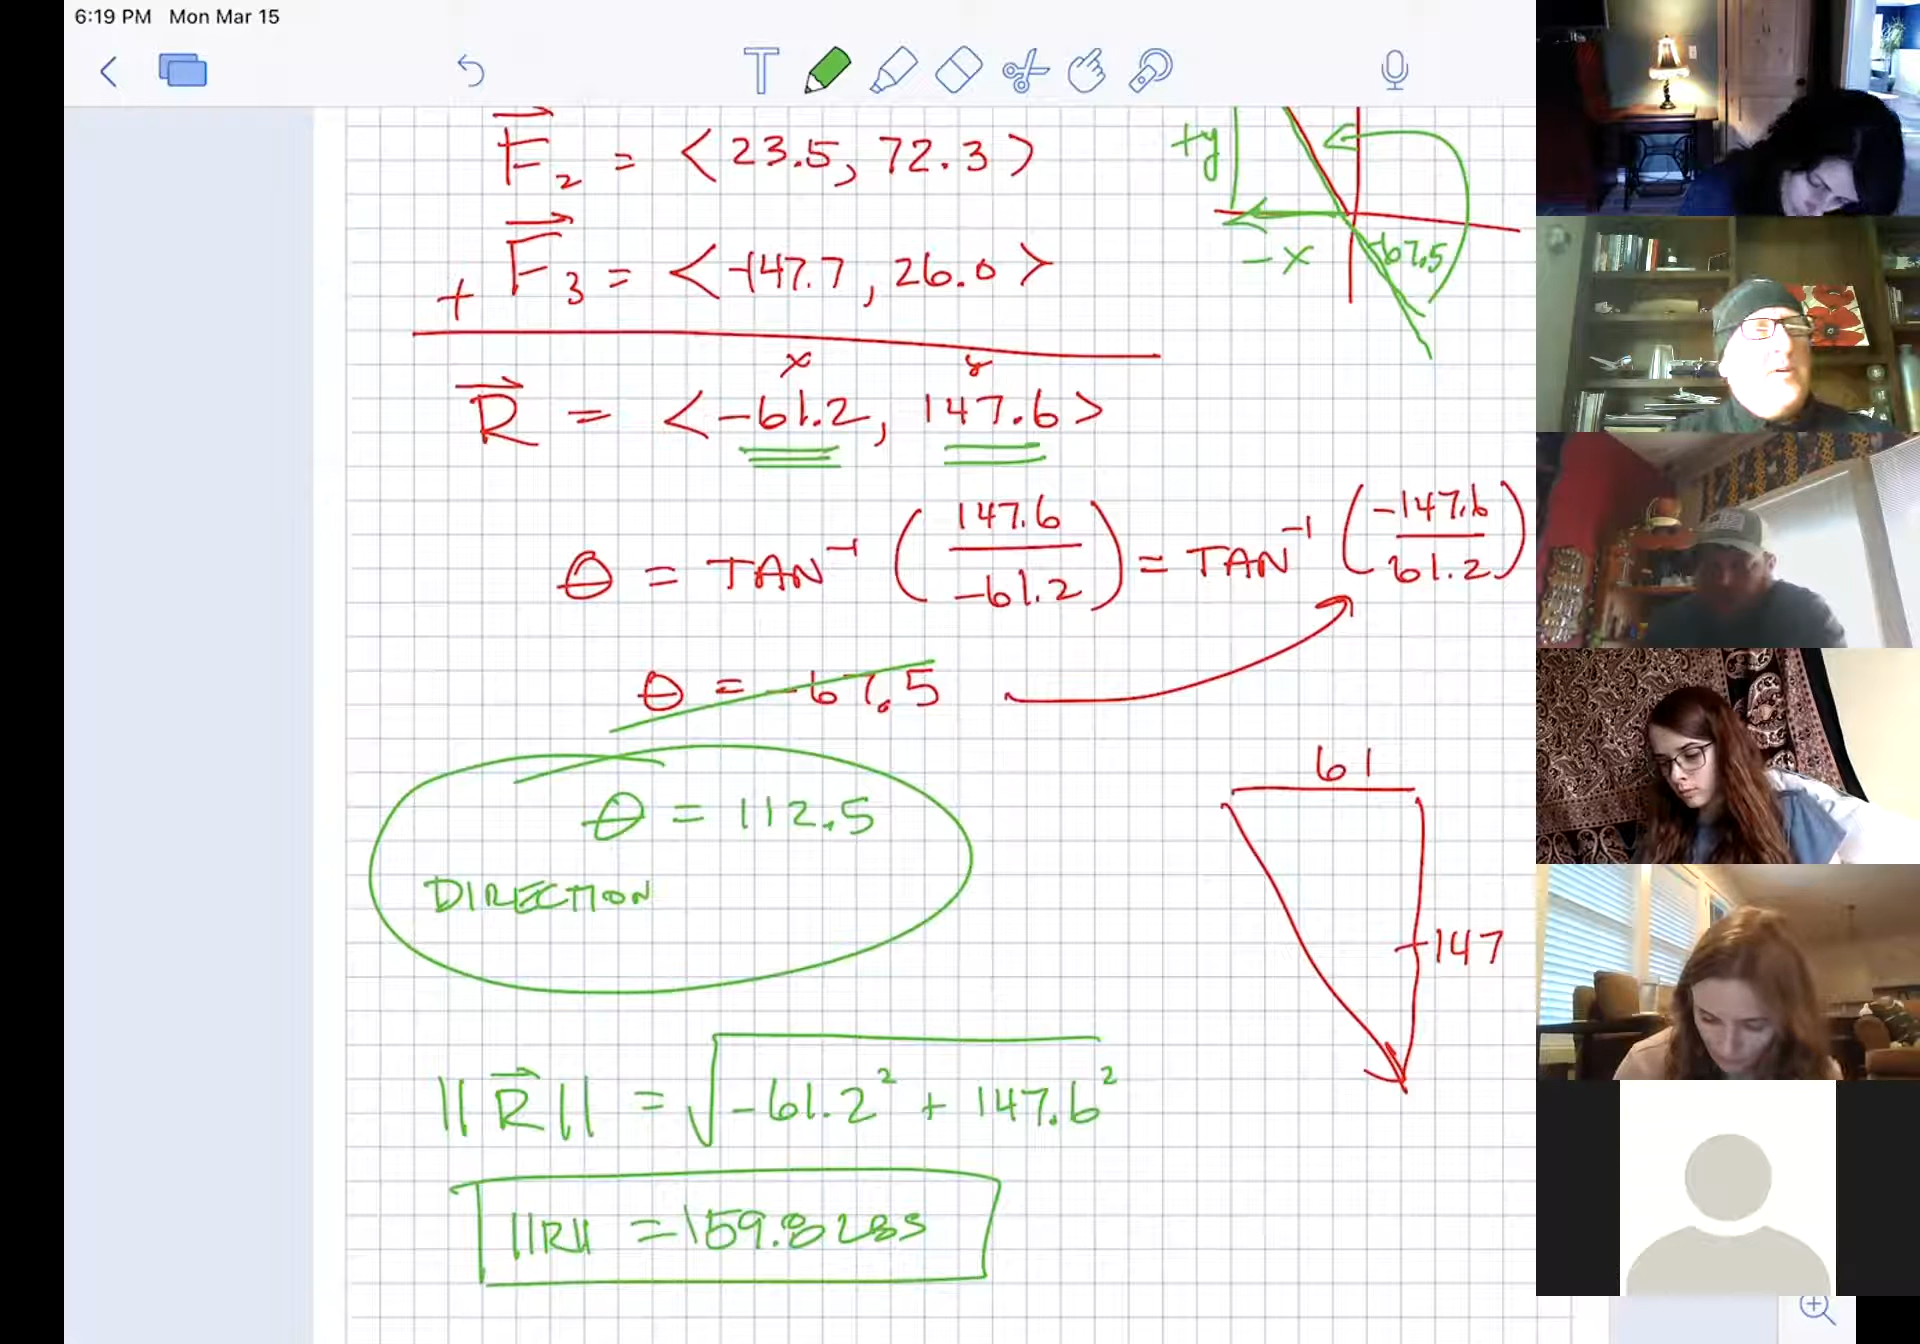 6:19 PM Mon Mar 15
T
F₂ = <23.5, 72.3>
+ F₃ = <-147.7, 26.0>
x y
R = <-61.2, 147.6>
+y
-x
-67.5
θ = TAN⁻¹ (147.6 / -61.2) = TAN⁻¹ (-147.6 / 61.2)
θ = -67.5
θ = 112.5
DIRECTION
61
147
||R|| = √-61.2² + 147.6²
||R|| = 159.8 LBS